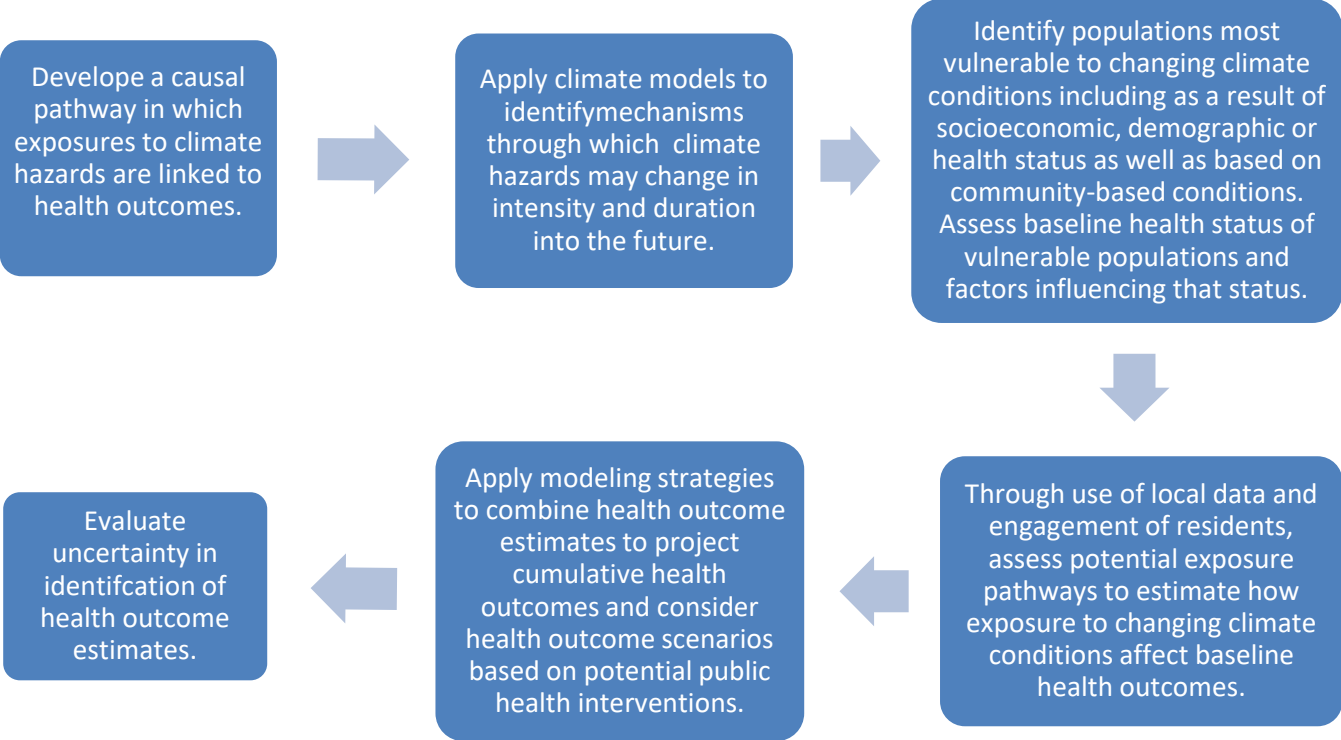 Develope a causal
pathway in which
exposures to climate
hazards are linked to
health outcomes.
Apply climate models to
identifymechanisms
through which climate
hazards may change in
intensity and duration
into the future.
Identify populations most
vulnerable to changing climate
conditions including as a result of
socioeconomic, demographic or
health status as well as based on
community-based conditions.
Assess baseline health status of
vulnerable populations and
factors influencing that status.
Through use of local data and
engagement of residents,
assess potential exposure
pathways to estimate how
exposure to changing climate
conditions affect baseline
health outcomes.
Apply modeling strategies
to combine health outcome
estimates to project
cumulative health
outcomes and consider
health outcome scenarios
based on potential public
health interventions.
Evaluate
uncertainty in
identifcation of
health outcome
estimates.